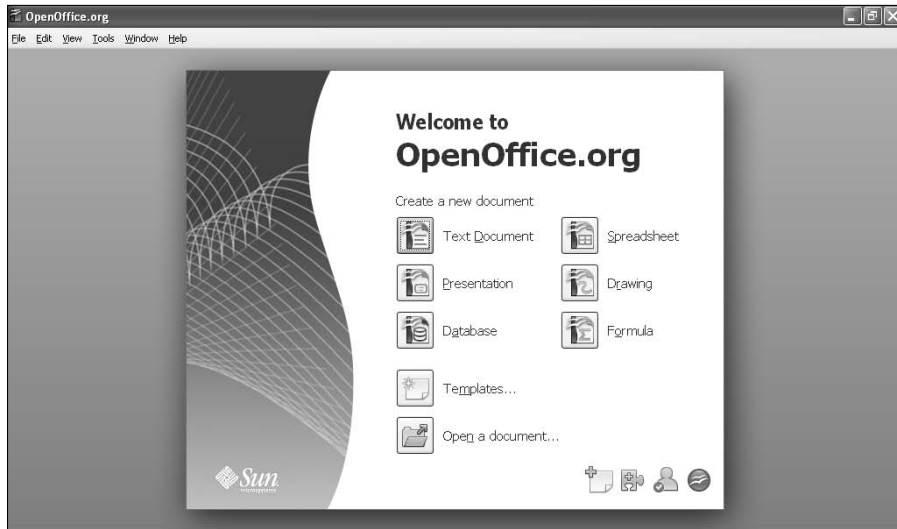 OpenOffice.org
File Edit View Tools Window Help
Welcome to
OpenOffice.org
Create a new document
Text Document Spreadsheet
Presentation Drawing
Database Formula
Templates...
Open a document...
Sun
microsystems